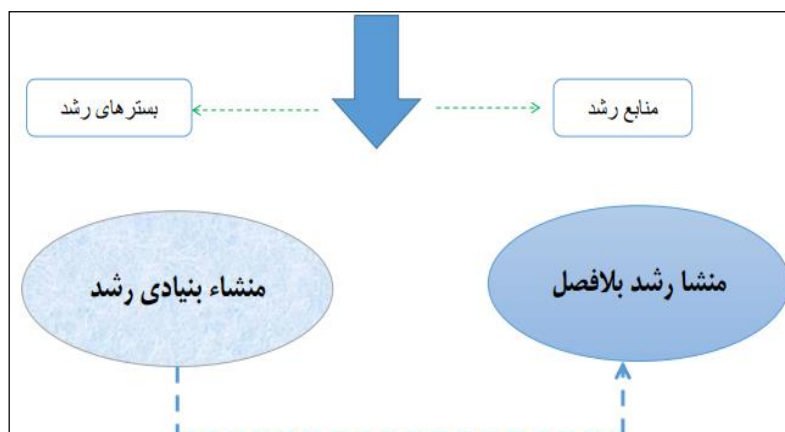 منابع رشد
بسترهای رشد
منشا رشد بلافصل
منشاء بنیادی رشد